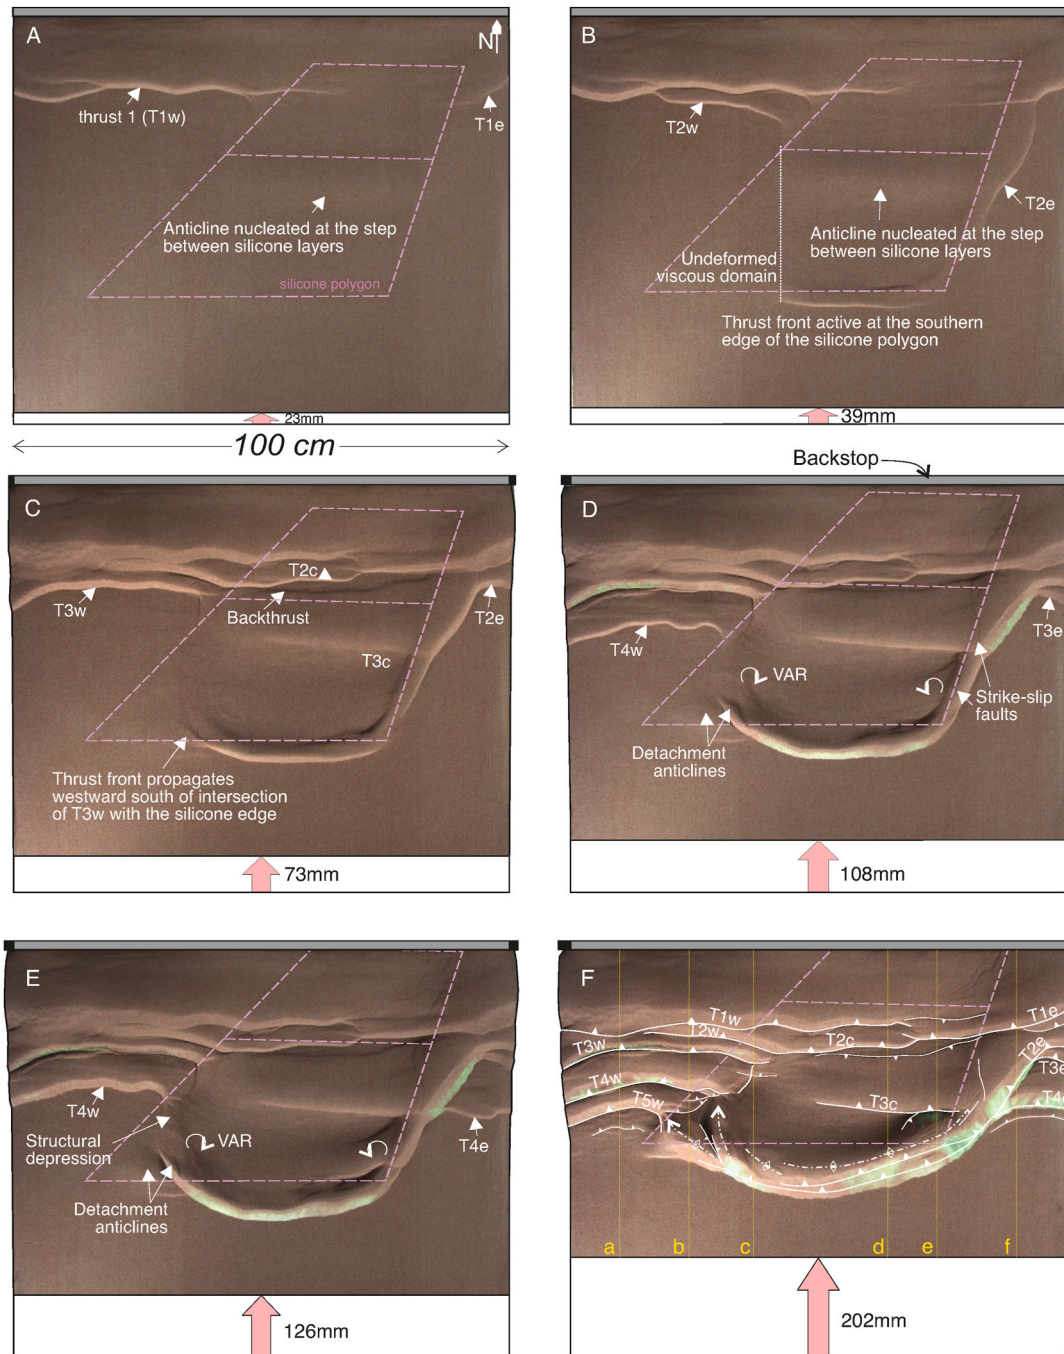 A
N
thrust 1 (T1w)
T1e
Anticline nucleated at the step
between silicone layers
silicone polygon
23mm
100 cm
B
T2w
T2e
Anticline nucleated at the step
between silicone layers
Undeformed
viscous domain
Thrust front active at the southern
edge of the silicone polygon
39mm
Backstop
C
T2c
T3w
Backthrust
T2e
T3c
Thrust front propagates
westward south of intersection
of T3w with the silicone edge
73mm
D
T4w
T3e
VAR
Strike-slip
faults
Detachment
anticlines
108mm
E
T4w
Structural
depression
VAR
T4e
Detachment
anticlines
126mm
F
T1w
T1e
T2w
T2c
T2e
T3w
T3e
T4w
T4e
T5w
T3c
a
b
c
d
e
f
202mm